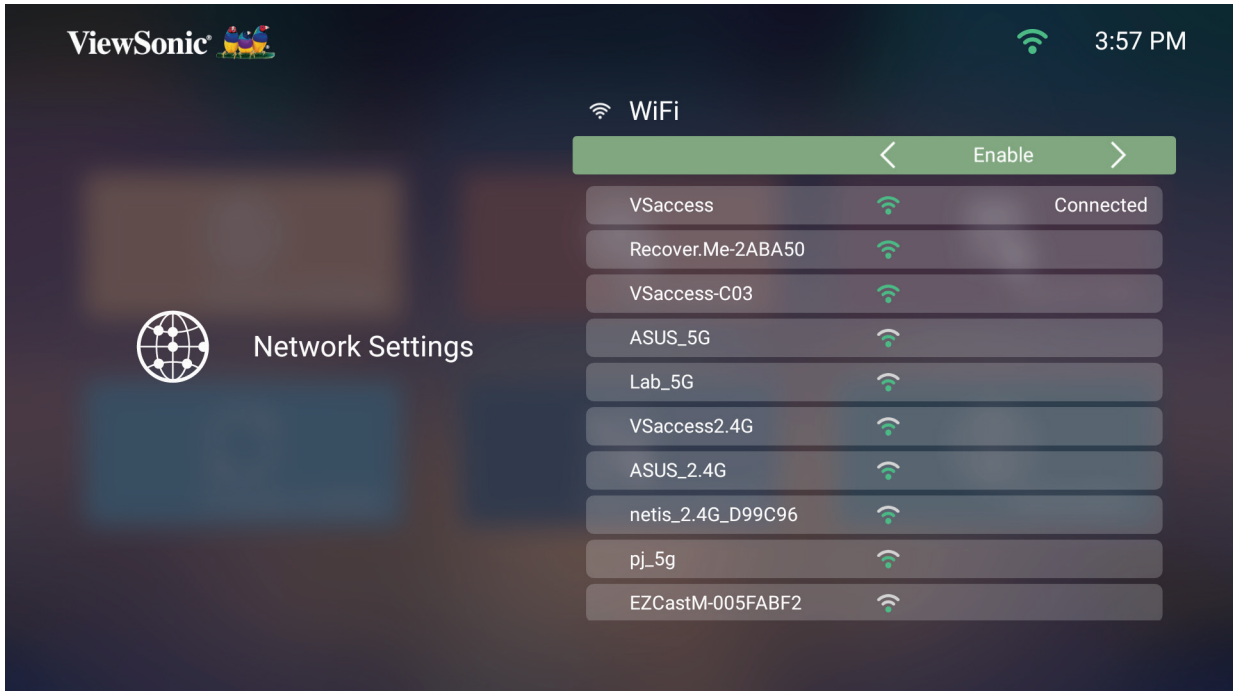 ViewSonic®
3:57 PM
WiFi
Enable
VSaccess Connected
Recover.Me-2ABA50
VSaccess-C03
ASUS_5G
Network Settings
Lab_5G
VSaccess2.4G
ASUS_2.4G
netis_2.4G_D99C96
pj_5g
EZCastM-005FABF2